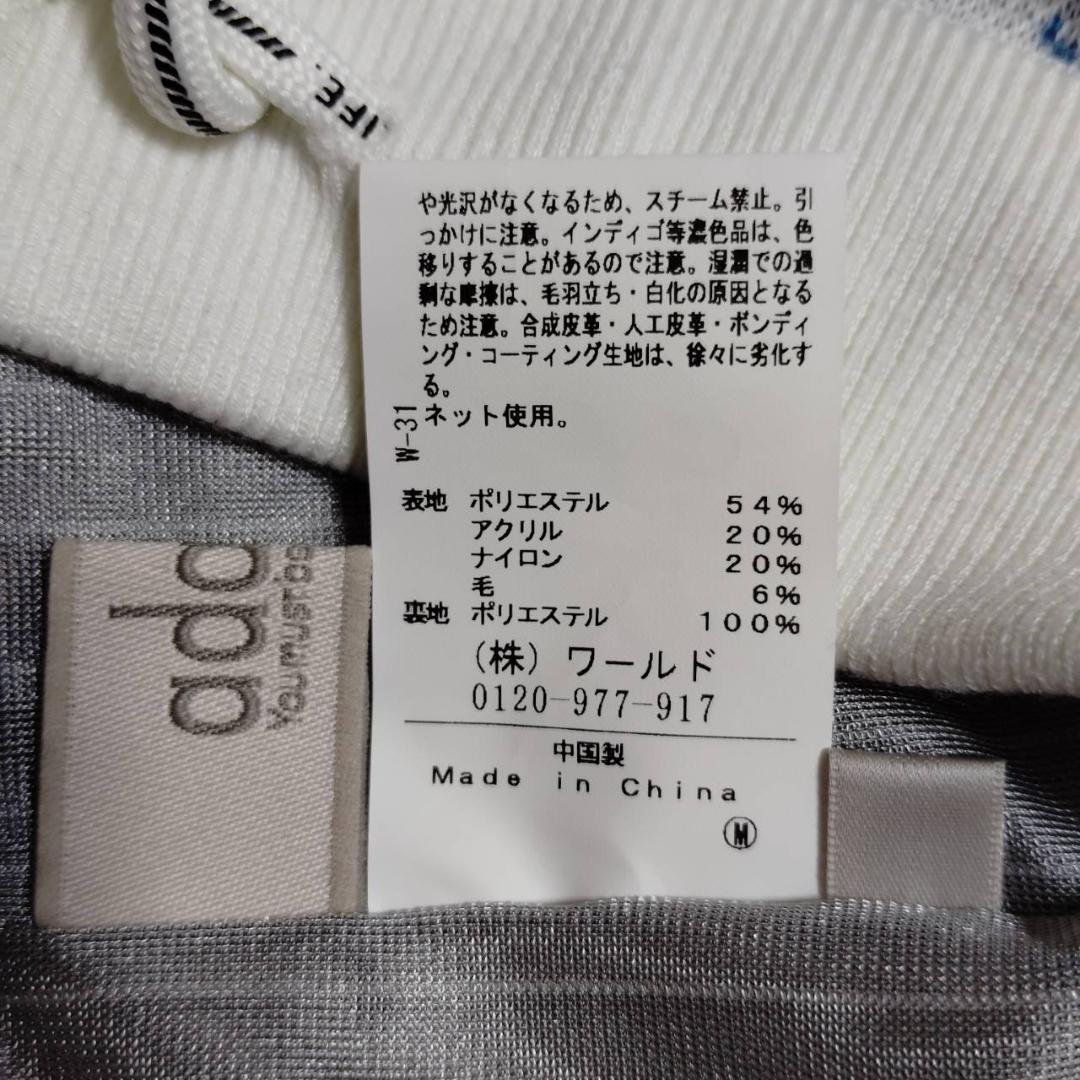 IFE.
や光沢がなくなるため、スチーム禁止。引
っかけに注意。インディゴ等濃色品は、色
移りすることがあるので注意。湿潤での過
剰な摩擦は、毛羽立ち・白化の原因となる
ため注意。合成皮革・人工皮革・ボンディ
ング・コーティング生地は、徐々に劣化す
る。
ネット使用。
W-31
表地 ポリエステル 54%
アクリル 20%
ナイロン 20%
毛 6%
裏地 ポリエステル 100%
(株) ワールド
0120-977-917
中国製
Made in China
M
You must be